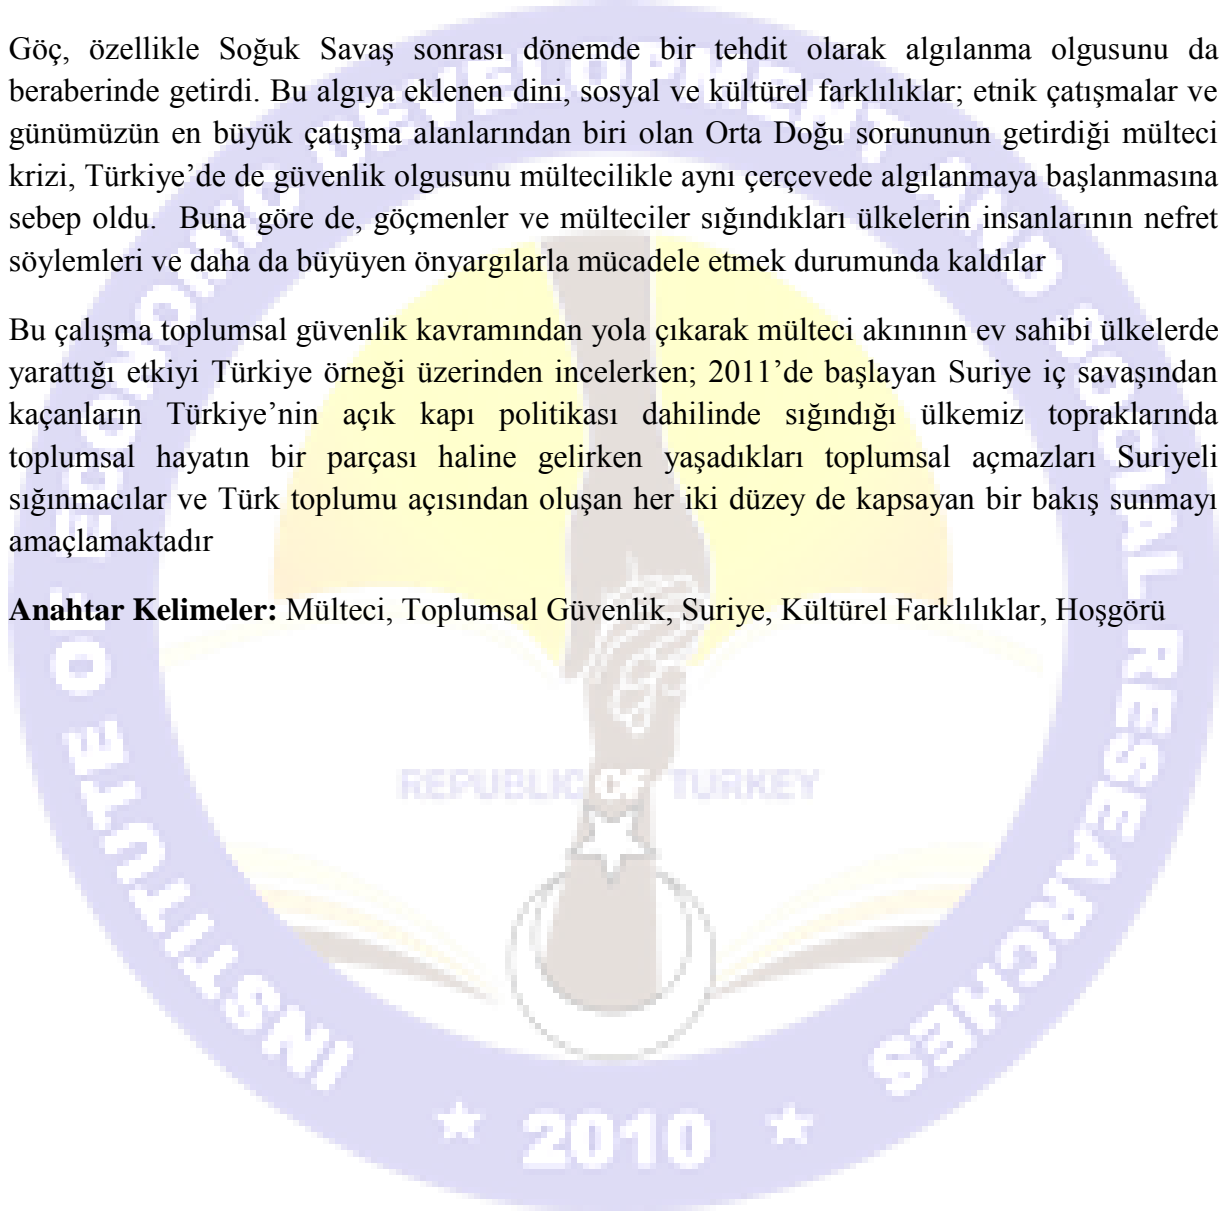 Göç, özellikle Soğuk Savaş sonrası dönemde bir tehdit olarak algılanma olgusunu da
beraberinde getirdi. Bu algıya eklenen dini, sosyal ve kültürel farklılıklar; etnik çatışmalar ve
günümüzün en büyük çatışma alanlarından biri olan Orta Doğu sorununun getirdiği mülteci
krizi, Türkiye’de de güvenlik olgusunu mültecilikle aynı çerçevede algılanmaya başlanmasına
sebep oldu. Buna göre de, göçmenler ve mülteciler sığındıkları ülkelerin insanlarının nefret
söylemleri ve daha da büyüyen önyargılarla mücadele etmek durumunda kaldılar
Bu çalışma toplumsal güvenlik kavramından yola çıkarak mülteci akınının ev sahibi ülkelerde
yarattığı etkiyi Türkiye örneği üzerinden incelerken; 2011’de başlayan Suriye iç savaşından
kaçanların Türkiye’nin açık kapı politikası dahilinde sığındığı ülkemiz topraklarında
toplumsal hayatın bir parçası haline gelirken yaşadıkları toplumsal açmazları Suriyeli
sığınmacılar ve Türk toplumu açısından oluşan her iki düzey de kapsayan bir bakış sunmayı
amaçlamaktadır
Anahtar Kelimeler: Mülteci, Toplumsal Güvenlik, Suriye, Kültürel Farklılıklar, Hoşgörü
INSTITUTE OF ECONOMIC DEVELOPMENT AND SOCIAL RESEARCHES
REPUBLIC OF TURKEY
2010